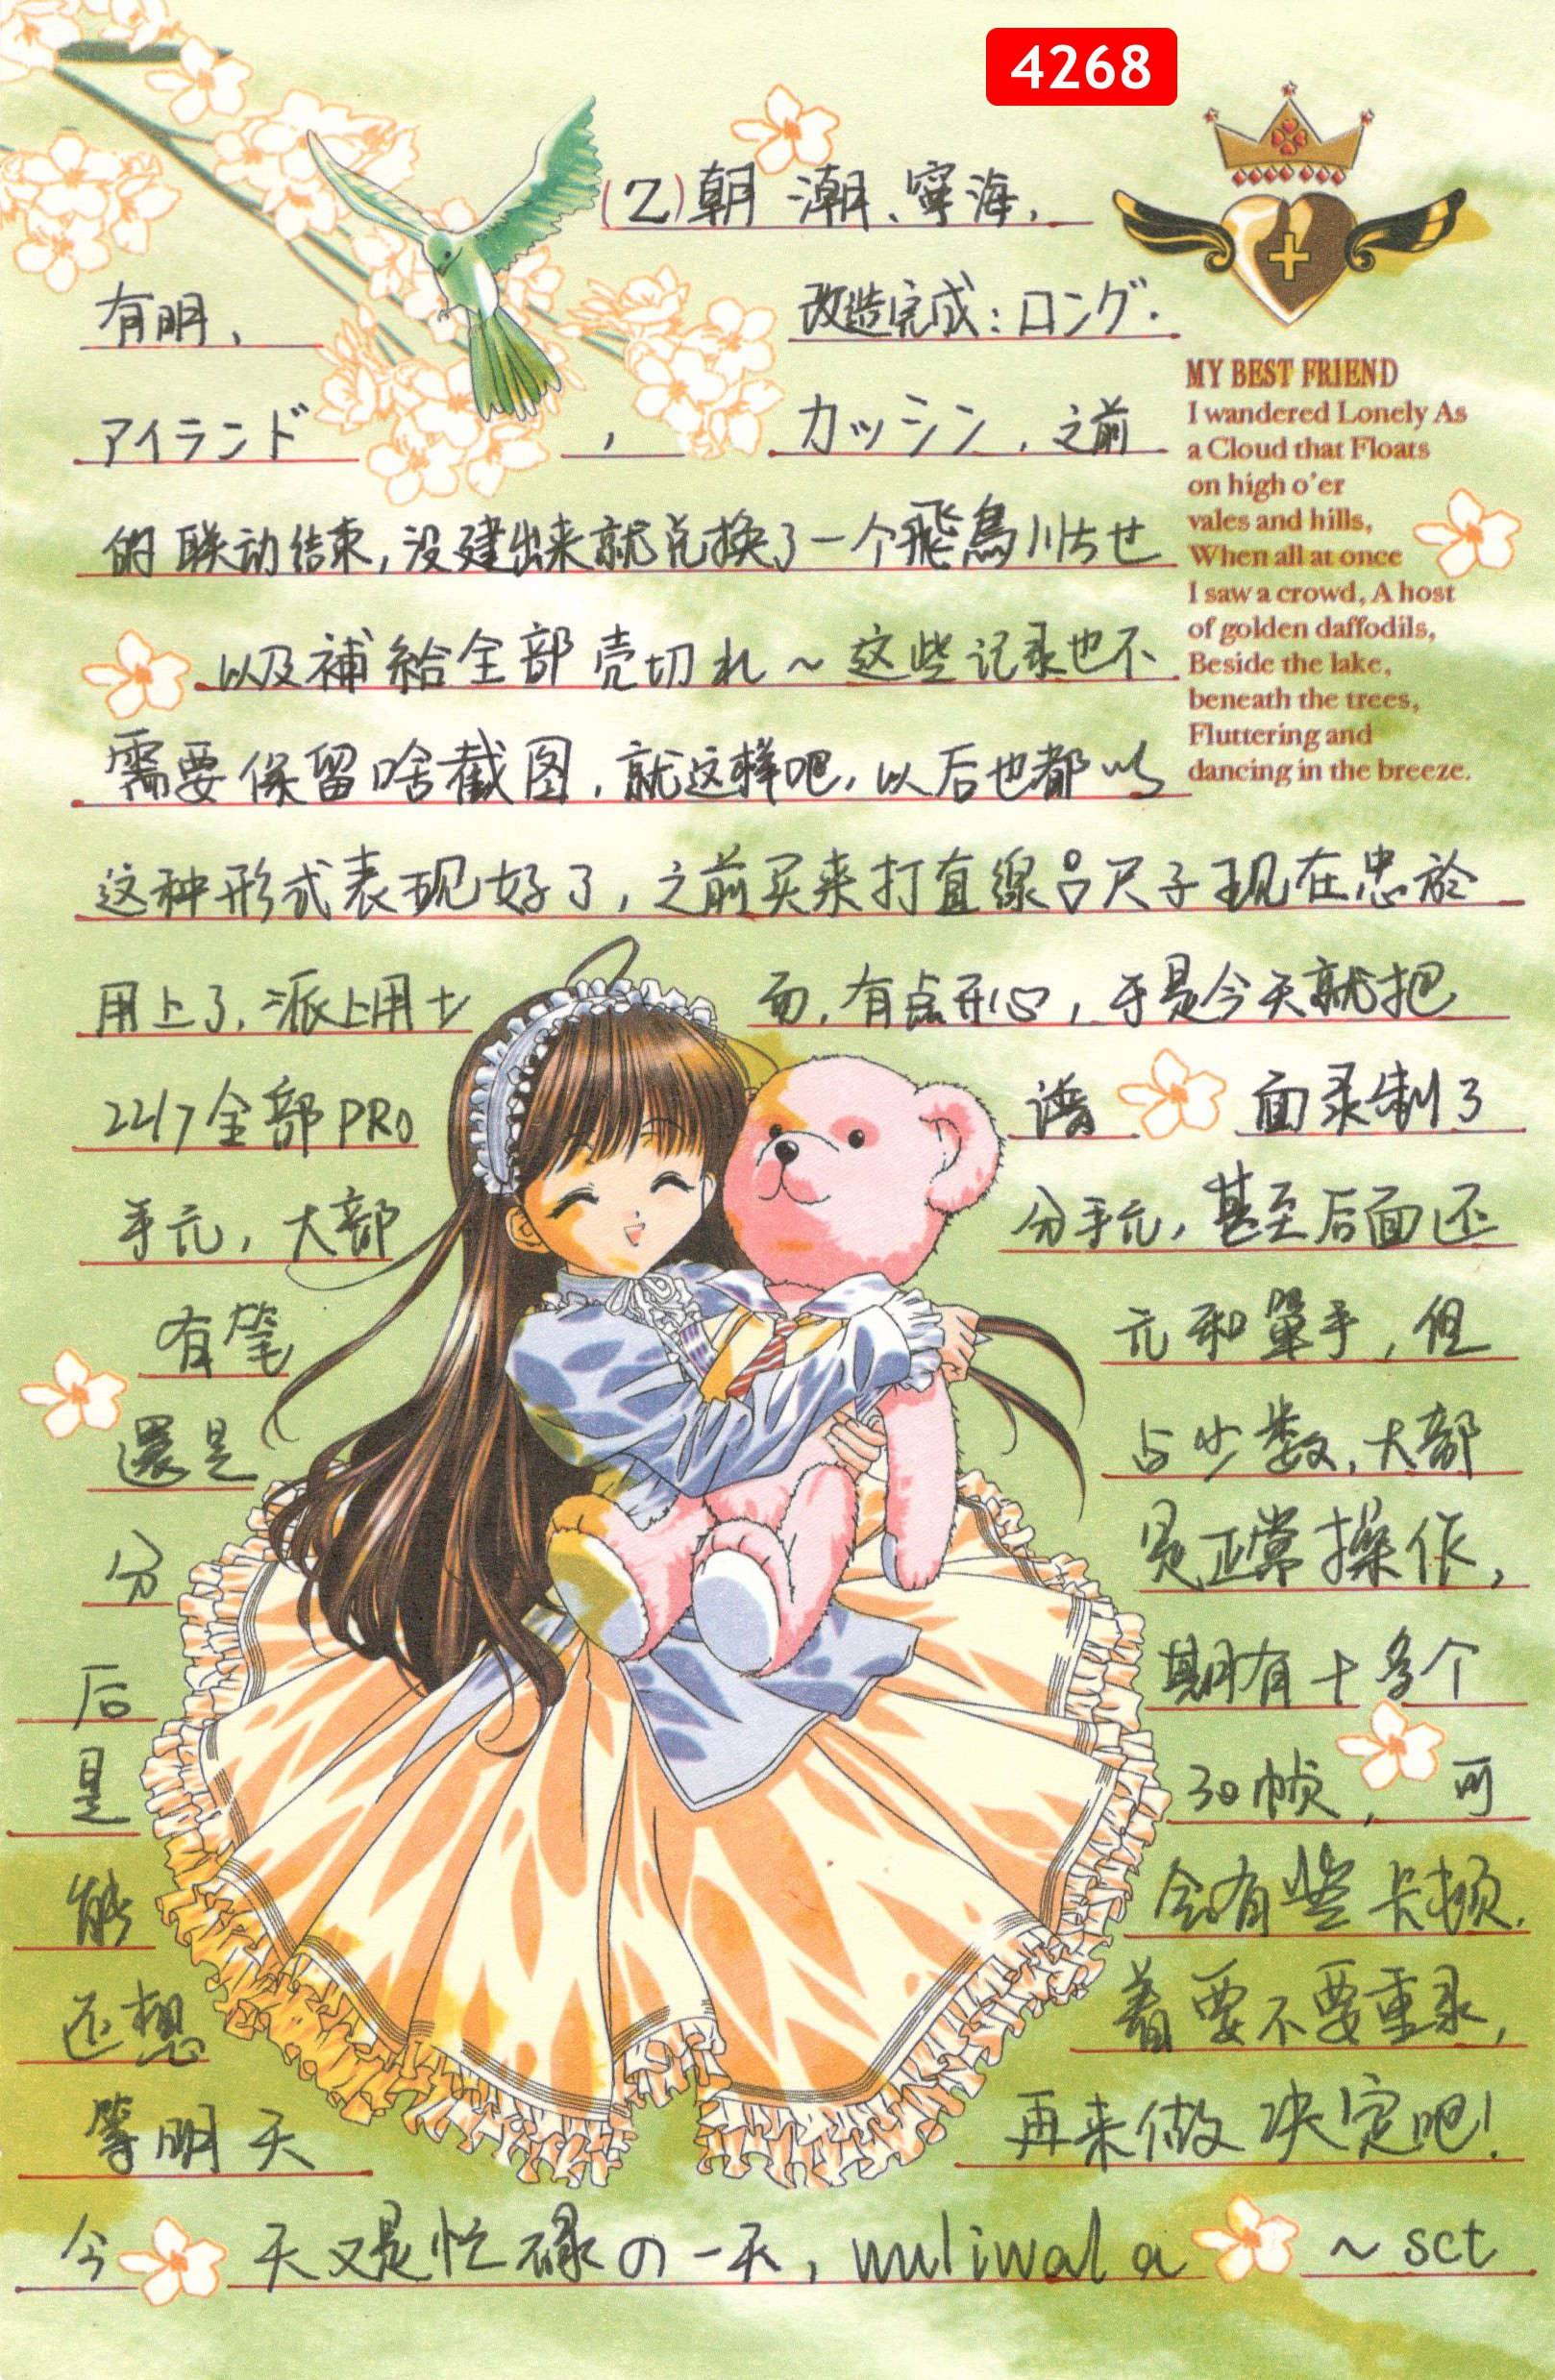 4268
(2)朝潮、寧海、
有明、改造完成：ロング・
アイランド，カッシン，之前
的联动结束，没建出来就兑换了一个飛鳥川ちせ
以及補給全部売切れ～这些记录也不
需要保留啥截图，就这样吧，以后也都以
这种形式表现好了，之前买来打直線吕尺子现在忠於
用上了，派上用士面，有点开心，于是今天就把
22/7全部PRO谱面录制了
手元，大部分手元，甚至后面还
有笔元和單手，但
還是占少数，大部
分是正常操作，
后期有十多个
是30帧，可
能会有些卡顿，
还想着要不要重录，
等明天再来做决定吧！
今天又是忙碌の一天，wuliwala～sct
MY BEST FRIEND
I wandered Lonely As
a Cloud that Floats
on high o'er
vales and hills,
When all at once
I saw a crowd, A host
of golden daffodils,
Beside the lake,
beneath the trees,
Fluttering and
dancing in the breeze.